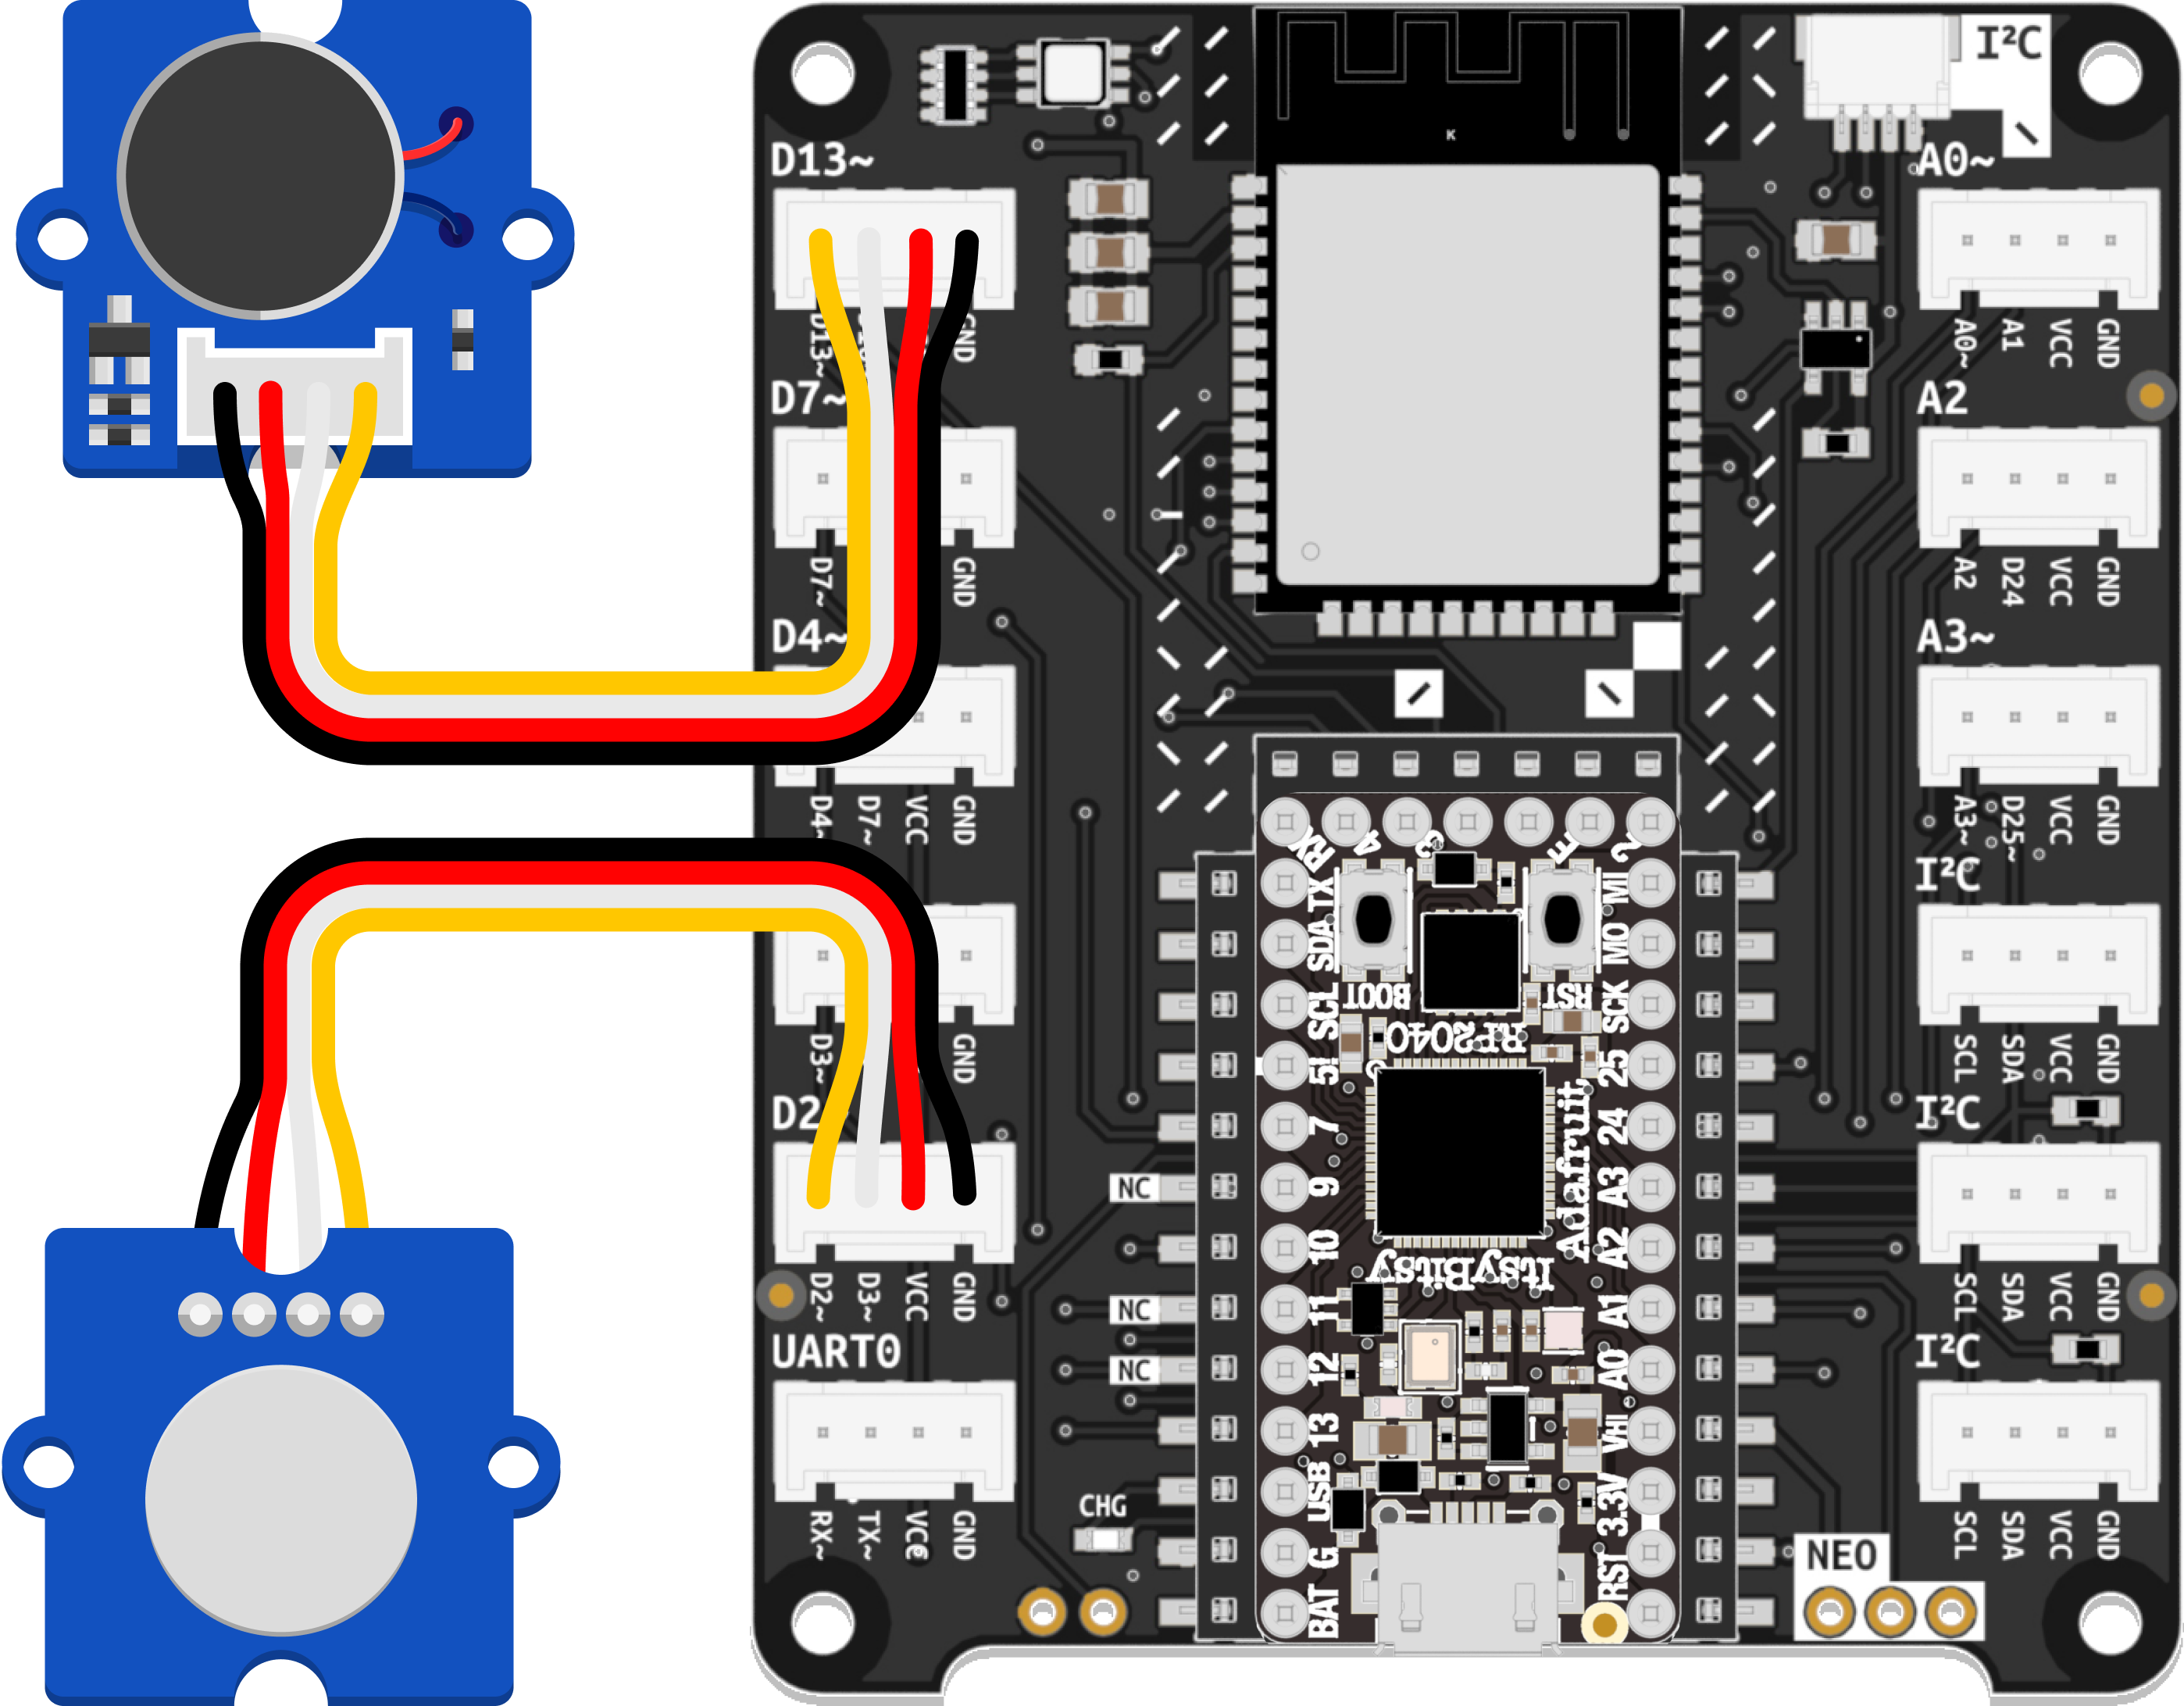 I²C
K
D13~
D13~
GND
D7~
D7~
GND
D4~
D4~
D7~
VCC
GND
D3~
GND
D2
D2~
D3~
VCC
GND
UART0
RX~
TX~
VCC
GND
CHG
NC
NC
NC
A0~
A0~
A1
VCC
GND
A2
A2
D24
VCC
GND
A3~
A3~
D25~
VCC
GND
I²C
SCL
SDA
VCC
GND
I²C
SCL
SDA
VCC
GND
I²C
SCL
SDA
VCC
GND
NEO
RX
4
3
2
TX
SDA
SCL
5!
7
9
10
11
12
13
USB
G
BAT
MI
MO
SCK
25
24
A3
A2
A1
A0
VHI
3.3V
RST
BOOT
RST
RP2040
Adafruit
ItsyBitsy